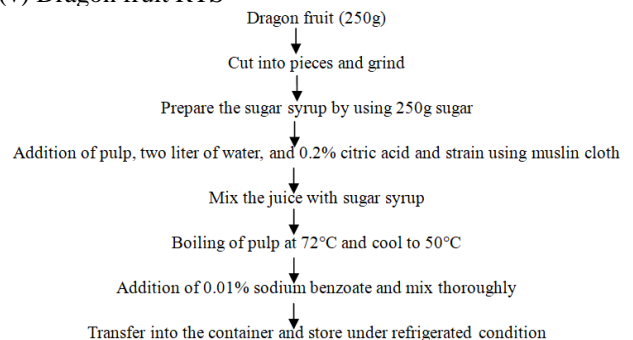 (v) Dragon fruit RTS
Dragon fruit (250g)
Cut into pieces and grind
Prepare the sugar syrup by using 250g sugar
Addition of pulp, two liter of water, and 0.2% citric acid and strain using muslin cloth
Mix the juice with sugar syrup
Boiling of pulp at 72°C and cool to 50°C
Addition of 0.01% sodium benzoate and mix thoroughly
Transfer into the container and store under refrigerated condition